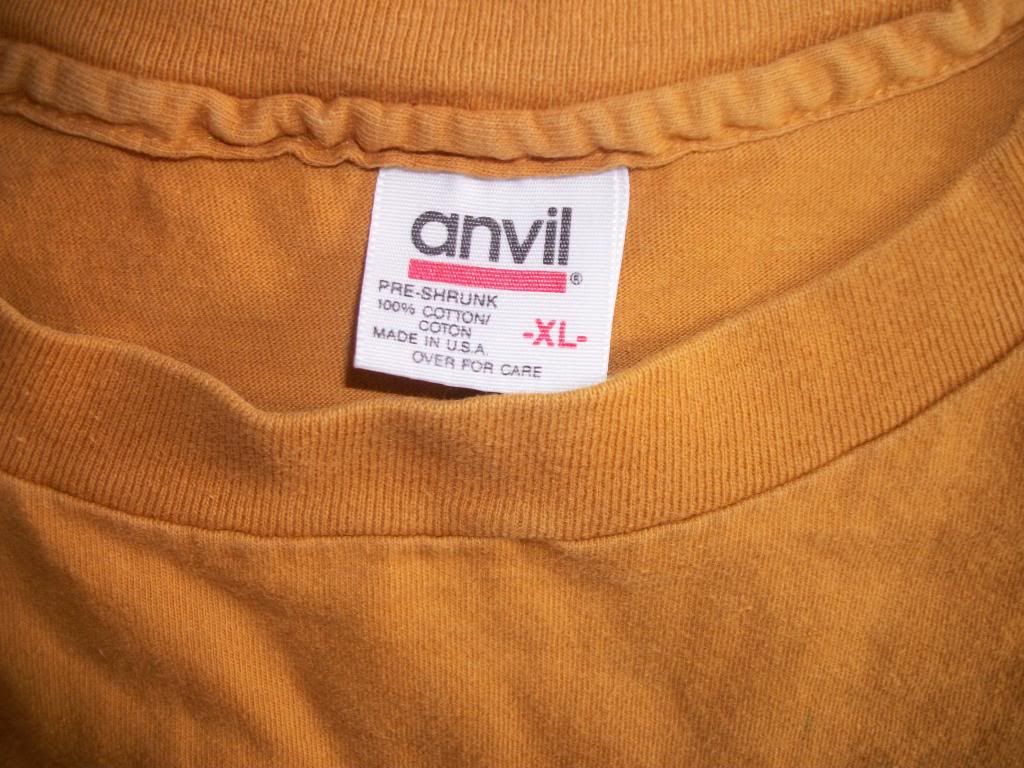 anvil®
PRE-SHRUNK
100% COTTON/
COTON
MADE IN U.S.A.
OVER FOR CARE
-XL-